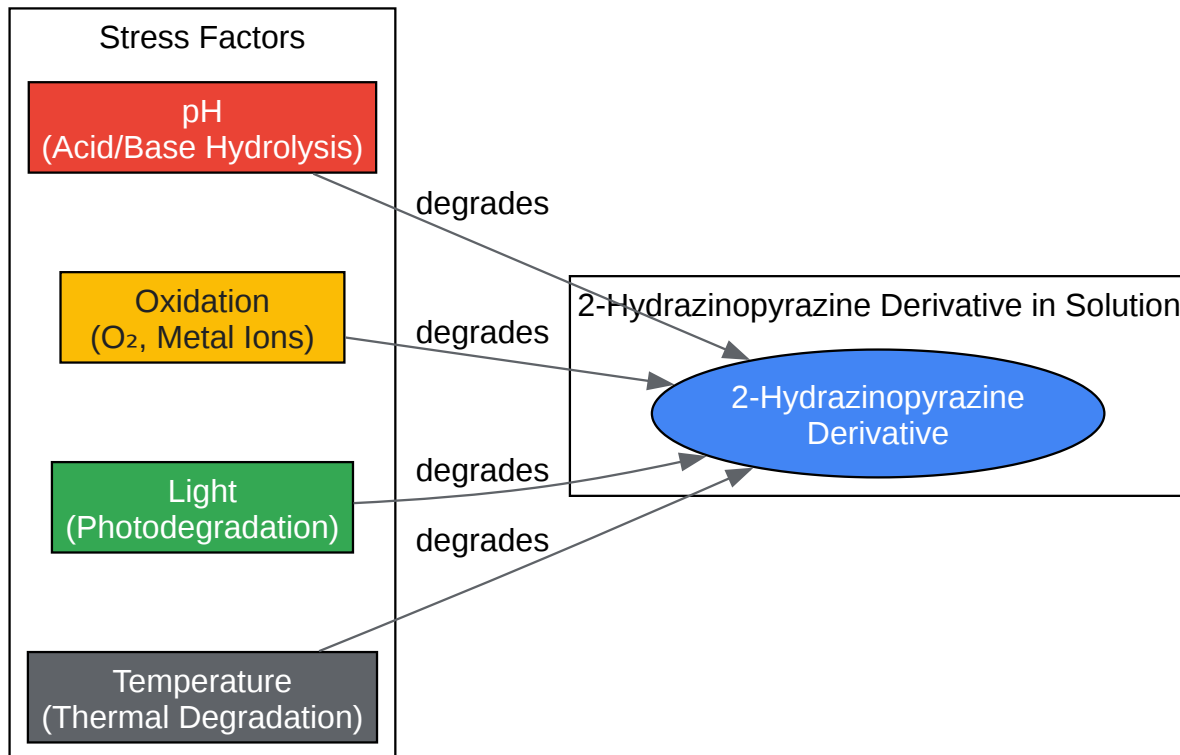 Stress Factors
pH
(Acid/Base Hydrolysis)
degrades
Oxidation
(O₂, Metal Ions)
degrades
2-Hydrazinopyrazine Derivative in Solution
2-Hydrazinopyrazine
Derivative
Light
(Photodegradation)
degrades
degrades
Temperature
(Thermal Degradation)